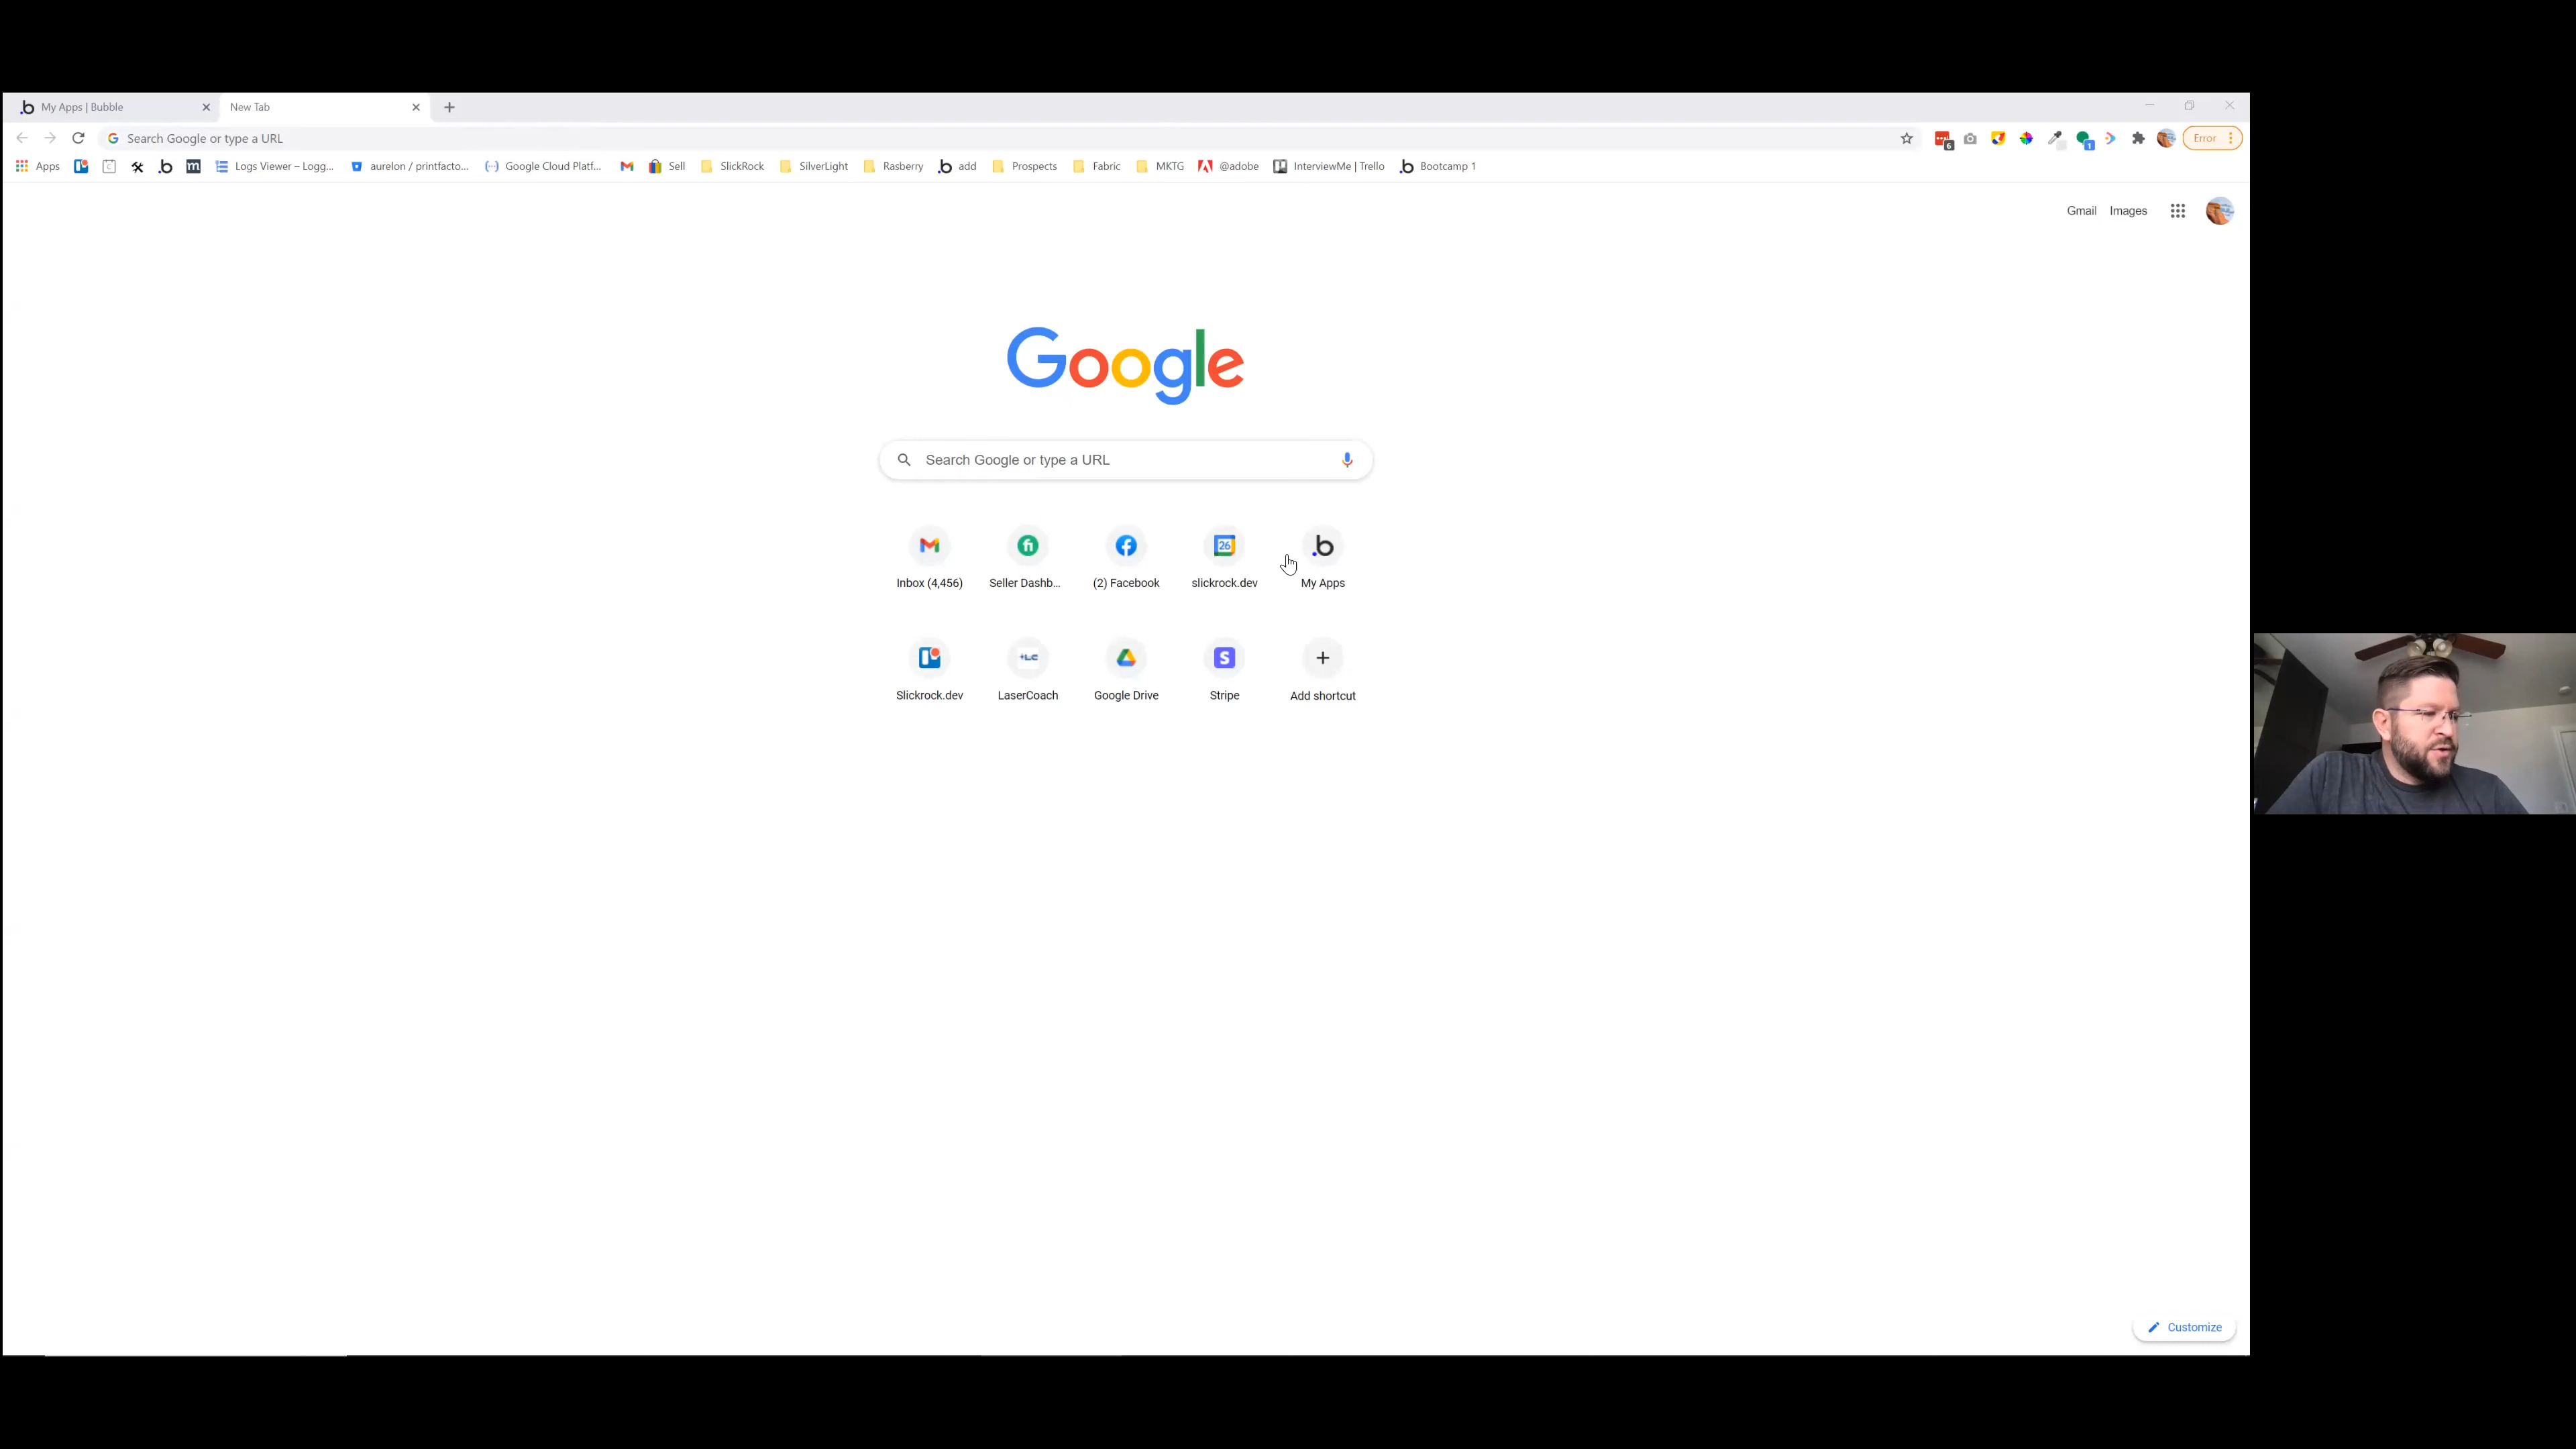 My Apps | Bubble
New Tab
Search Google or type a URL
Error
Apps
Logs Viewer – Logg...
aurelon / printfacto...
Google Cloud Platf...
Sell
SlickRock
SilverLight
Rasberry
add
Prospects
Fabric
MKTG
@adobe
InterviewMe | Trello
Bootcamp 1
Gmail
Images
Google
Search Google or type a URL
Inbox (4,456)
Seller Dashb...
(2) Facebook
26
slickrock.dev
My Apps
Slickrock.dev
LaserCoach
Google Drive
Stripe
Add shortcut
Customize